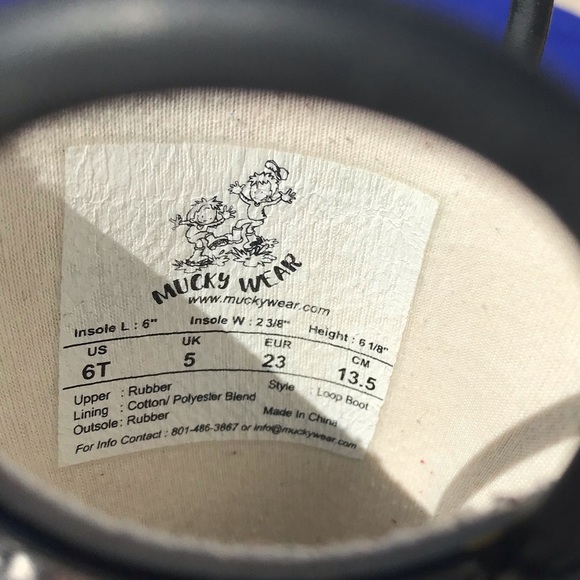 MUCKY WEAR
www.muckywear.com
Insole L : 6" Insole W : 2 3/8" Height : 6 1/8"
US UK EUR CM
6T 5 23 13.5
Upper : Rubber Style : Loop Boot
Lining : Cotton/ Polyester Blend
Outsole: Rubber Made In China
For Info Contact : 801-486-3867 or info@muckywear.com